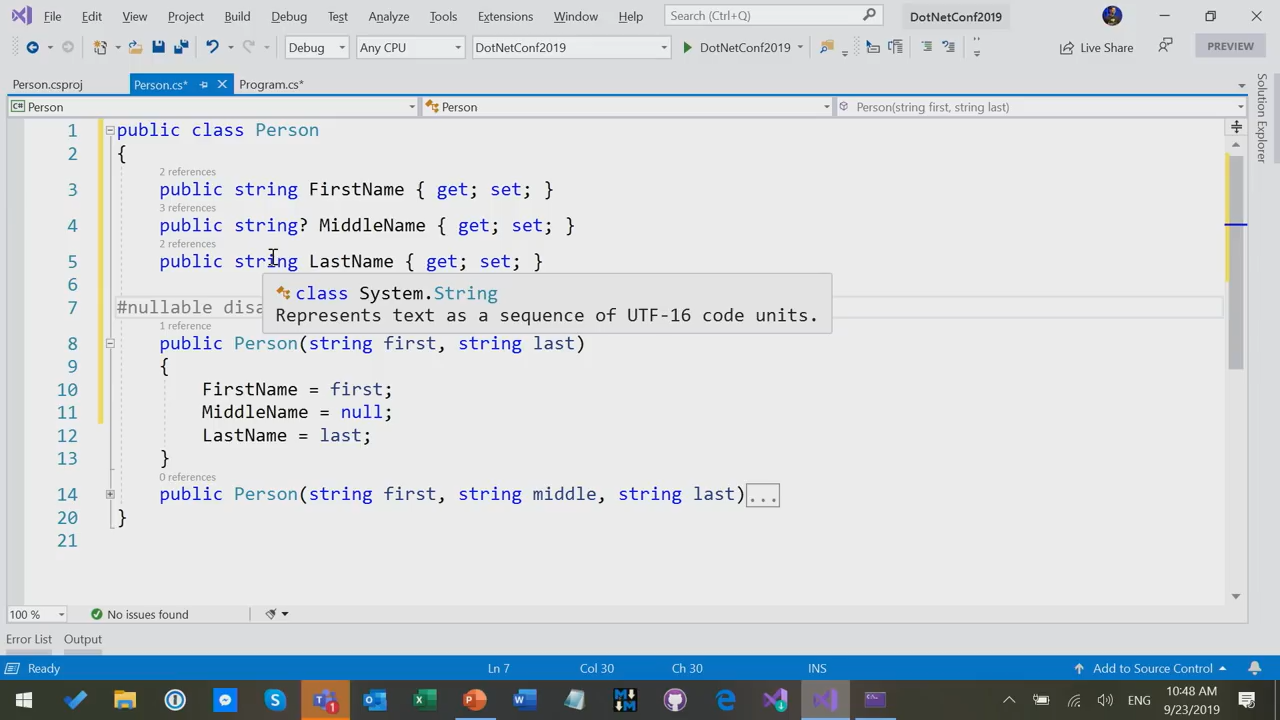 File Edit View Project Build Debug Test Analyze Tools Extensions Window Help Search (Ctrl+Q) DotNetConf2019
Debug Any CPU DotNetConf2019 DotNetConf2019 Live Share PREVIEW
Person.csproj Person.cs* Program.cs*
Person Person Person(string first, string last)
Solution Explorer
1 public class Person
2 {
2 references
3 public string FirstName { get; set; }
3 references
4 public string? MiddleName { get; set; }
2 references
5 public string LastName { get; set; }
6
class System.String
Represents text as a sequence of UTF-16 code units.
7 #nullable disa
1 reference
8 public Person(string first, string last)
9 {
10 FirstName = first;
11 MiddleName = null;
12 LastName = last;
13 }
0 references
14 public Person(string first, string middle, string last)...
20 }
21
100 % No issues found
Error List Output
Ready Ln 7 Col 30 Ch 30 INS Add to Source Control
ENG 10:48 AM
9/23/2019